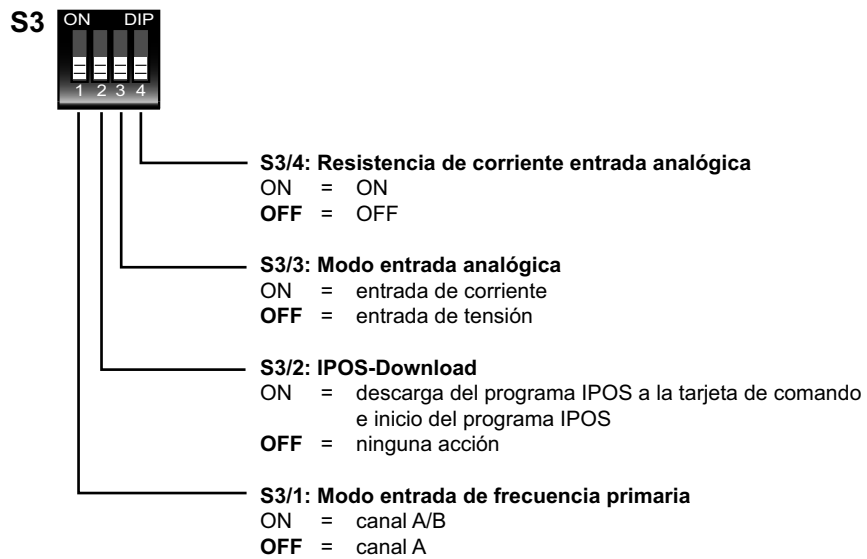 S3
ON DIP
1 2 3 4
S3/4: Resistencia de corriente entrada analógica
ON = ON
OFF = OFF
S3/3: Modo entrada analógica
ON = entrada de corriente
OFF = entrada de tensión
S3/2: IPOS-Download
ON = descarga del programa IPOS a la tarjeta de comando
e inicio del programa IPOS
OFF = ninguna acción
S3/1: Modo entrada de frecuencia primaria
ON = canal A/B
OFF = canal A